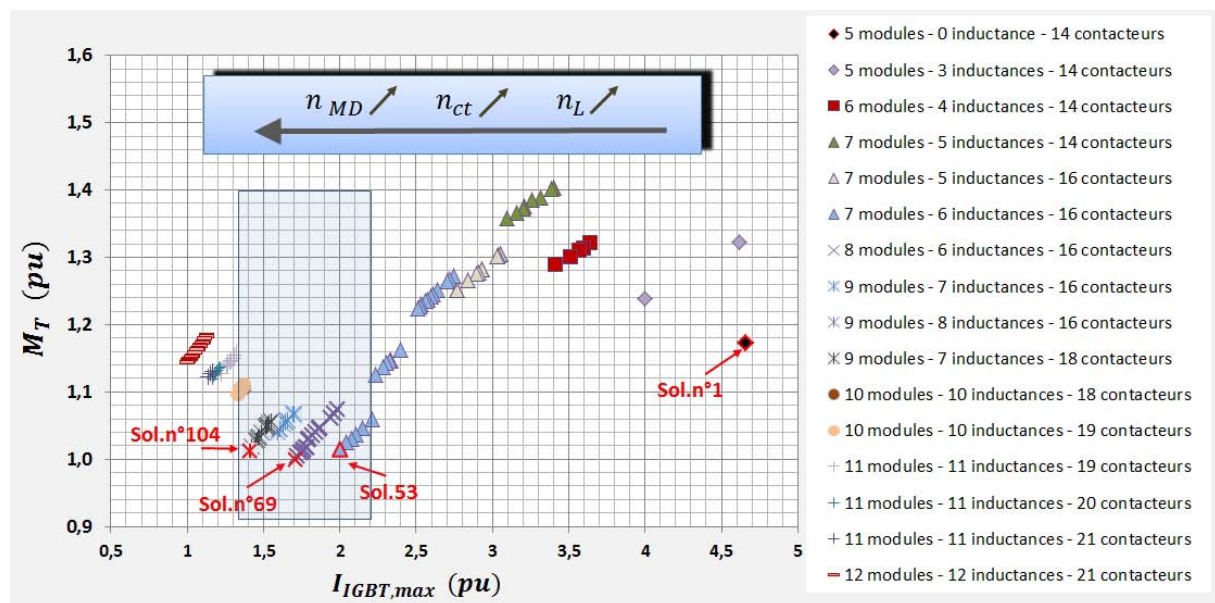 1,6
1,5
1,4
1,3
1,2
1,1
1,0
0,9
M_T (pu)
n_MD n_ct n_L
Sol.n°1
Sol.n°104
Sol.n°69
Sol.53
0,5 1 1,5 2 2,5 3 3,5 4 4,5 5
I_IGBT,max (pu)
5 modules - 0 inductance - 14 contacteurs
5 modules - 3 inductances - 14 contacteurs
6 modules - 4 inductances - 14 contacteurs
7 modules - 5 inductances - 14 contacteurs
7 modules - 5 inductances - 16 contacteurs
7 modules - 6 inductances - 16 contacteurs
8 modules - 6 inductances - 16 contacteurs
9 modules - 7 inductances - 16 contacteurs
9 modules - 8 inductances - 16 contacteurs
9 modules - 7 inductances - 18 contacteurs
10 modules - 10 inductances - 18 contacteurs
10 modules - 10 inductances - 19 contacteurs
11 modules - 11 inductances - 19 contacteurs
11 modules - 11 inductances - 20 contacteurs
11 modules - 11 inductances - 21 contacteurs
12 modules - 12 inductances - 21 contacteurs